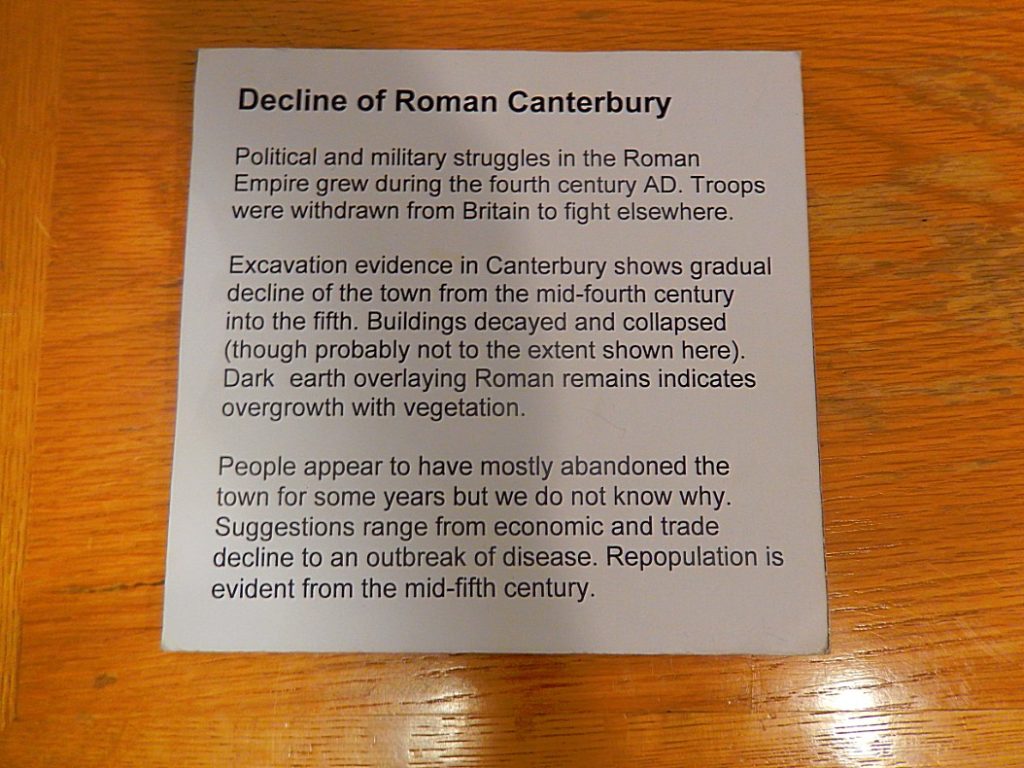 Decline of Roman Canterbury
Political and military struggles in the Roman
Empire grew during the fourth century AD. Troops
were withdrawn from Britain to fight elsewhere.
Excavation evidence in Canterbury shows gradual
decline of the town from the mid-fourth century
into the fifth. Buildings decayed and collapsed
(though probably not to the extent shown here).
Dark  earth overlaying Roman remains indicates
overgrowth with vegetation.
People appear to have mostly abandoned the
town for some years but we do not know why.
Suggestions range from economic and trade
decline to an outbreak of disease. Repopulation is
evident from the mid-fifth century.